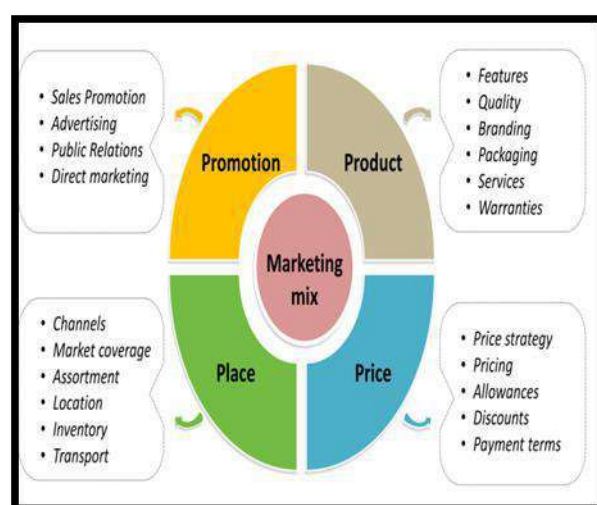 • Sales Promotion
• Advertising
• Public Relations
• Direct marketing
Promotion
Product
• Features
• Quality
• Branding
• Packaging
• Services
• Warranties
Marketing
mix
• Channels
• Market coverage
• Assortment
• Location
• Inventory
• Transport
Place
Price
• Price strategy
• Pricing
• Allowances
• Discounts
• Payment terms